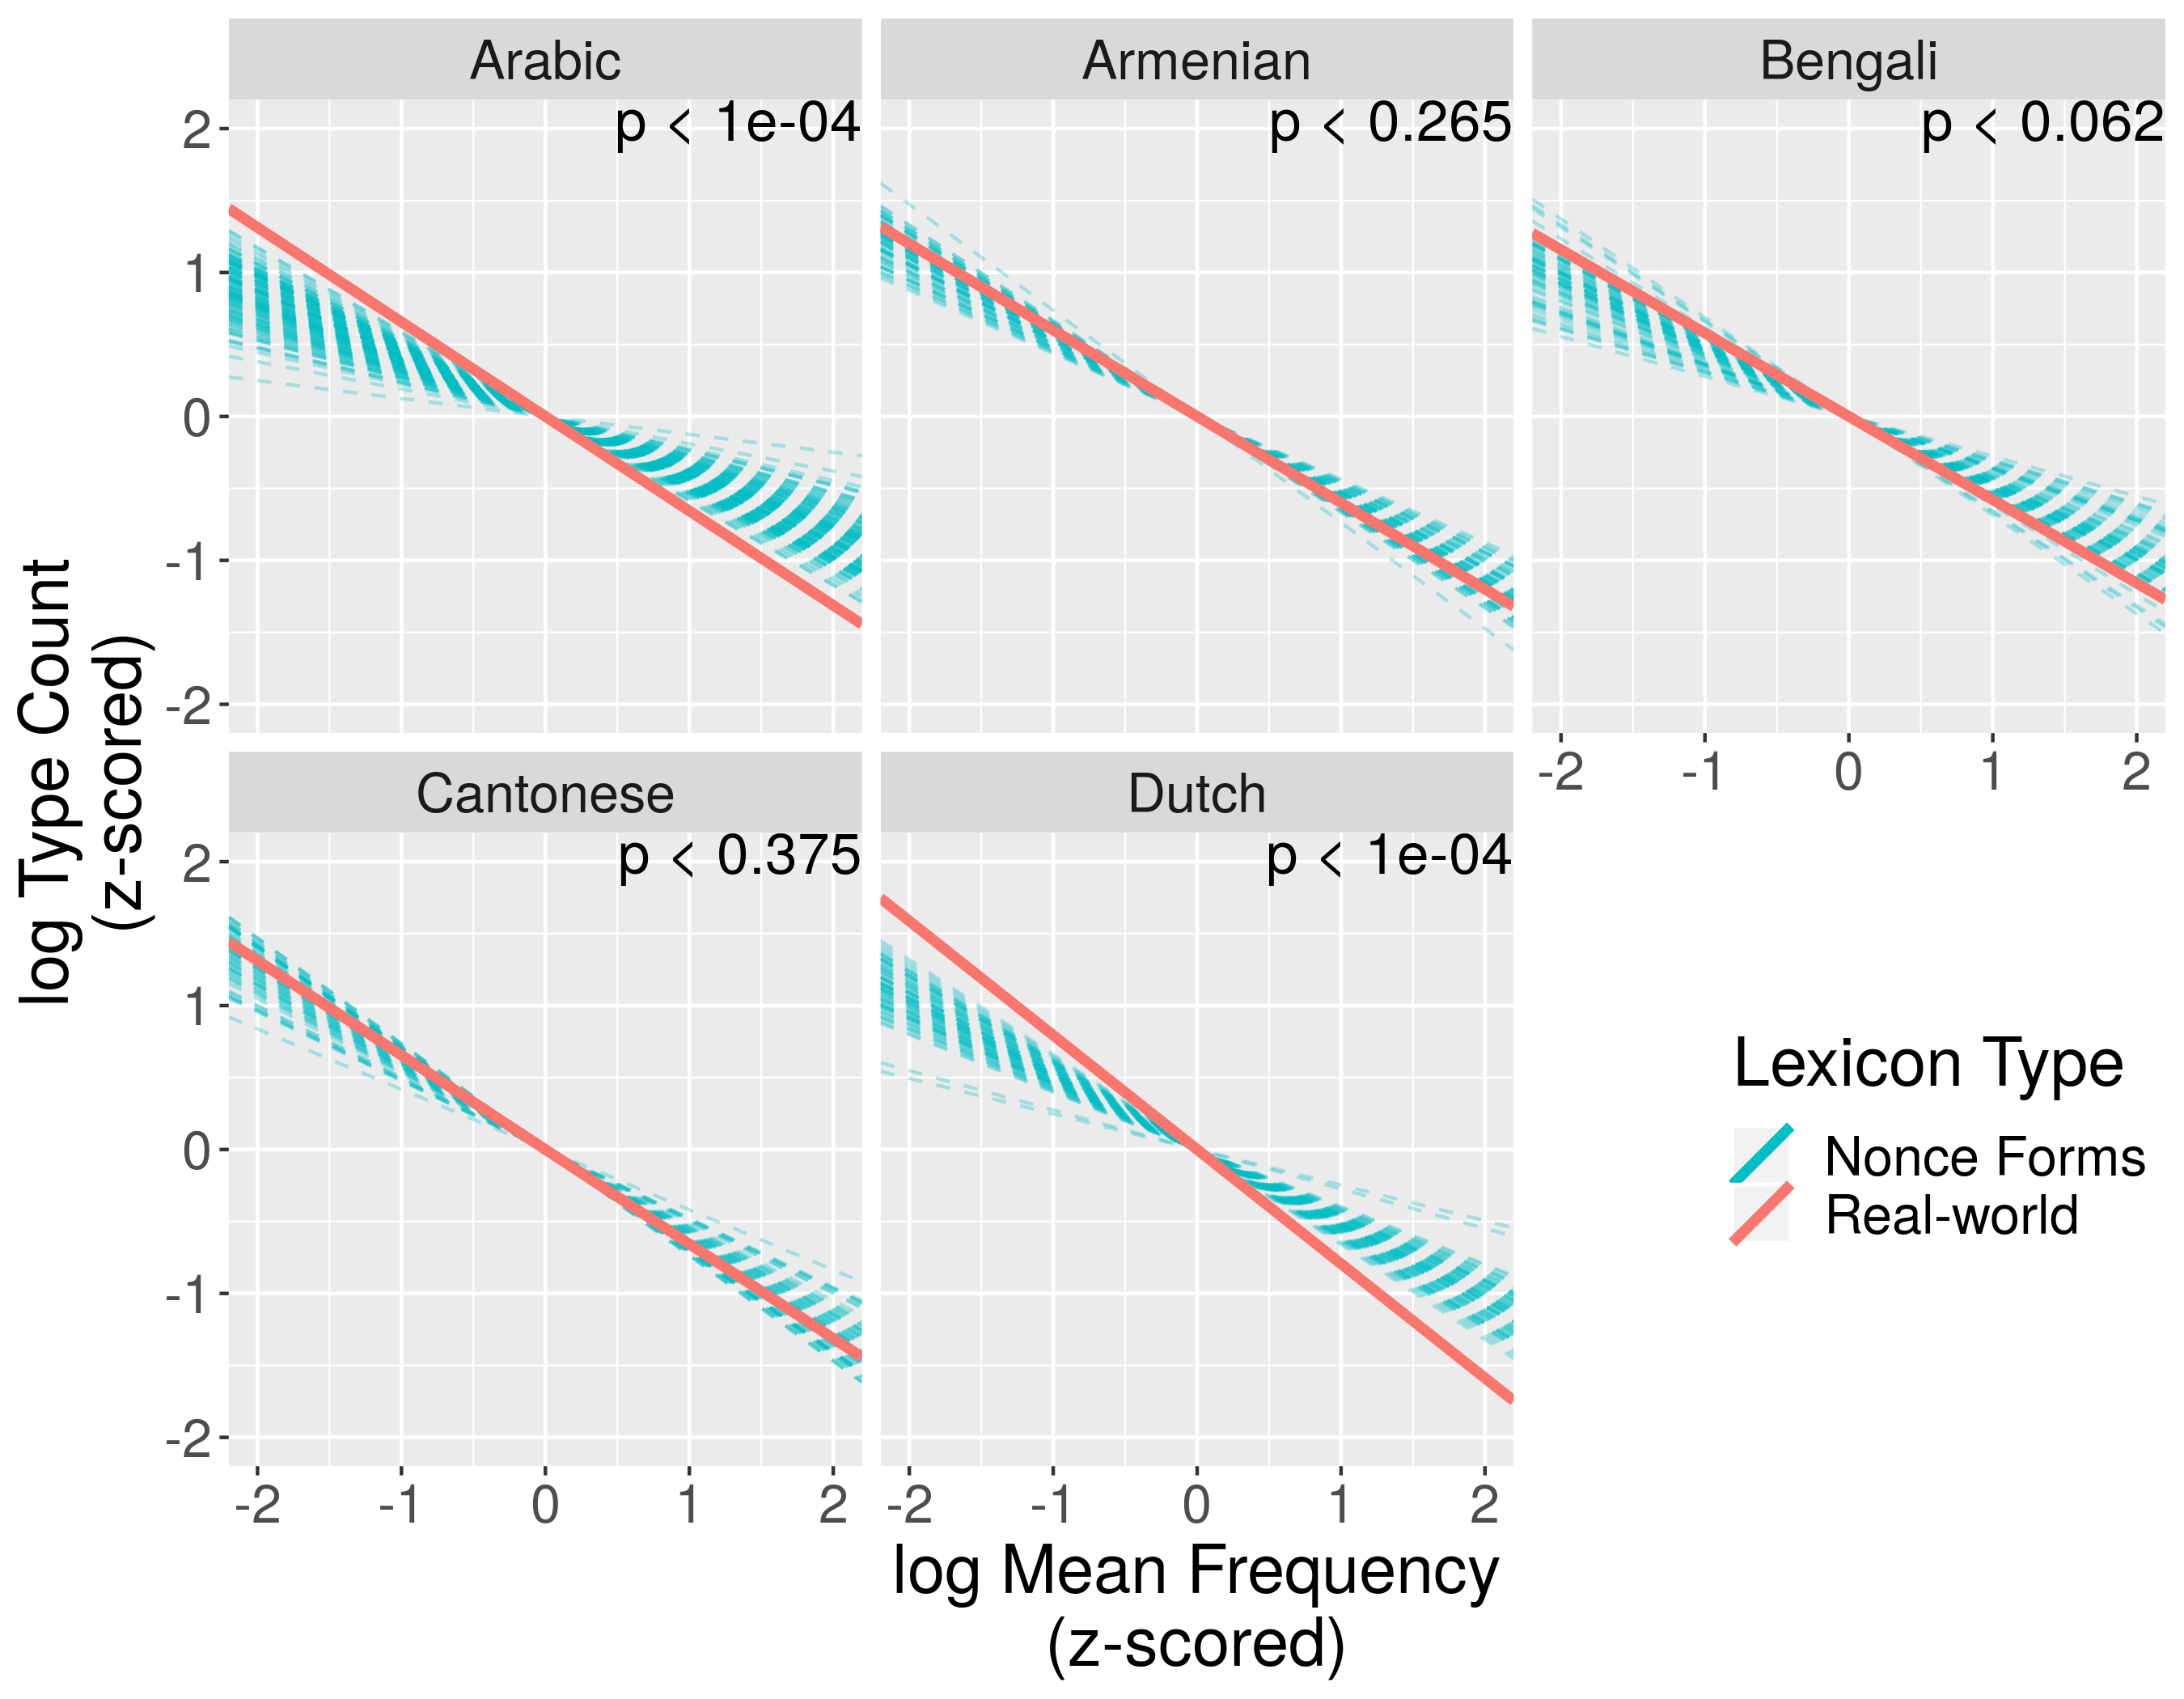 Arabic
Armenian
Bengali
p < 1e-04
p < 0.265
p < 0.062
2
1
0
-1
-2
-2 -1 0 1 2
Cantonese
Dutch
p < 0.375
p < 1e-04
2
1
0
-1
-2
-2 -1 0 1 2
-2 -1 0 1 2
log Type Count
(z-scored)
log Mean Frequency
(z-scored)
Lexicon Type
Nonce Forms
Real-world